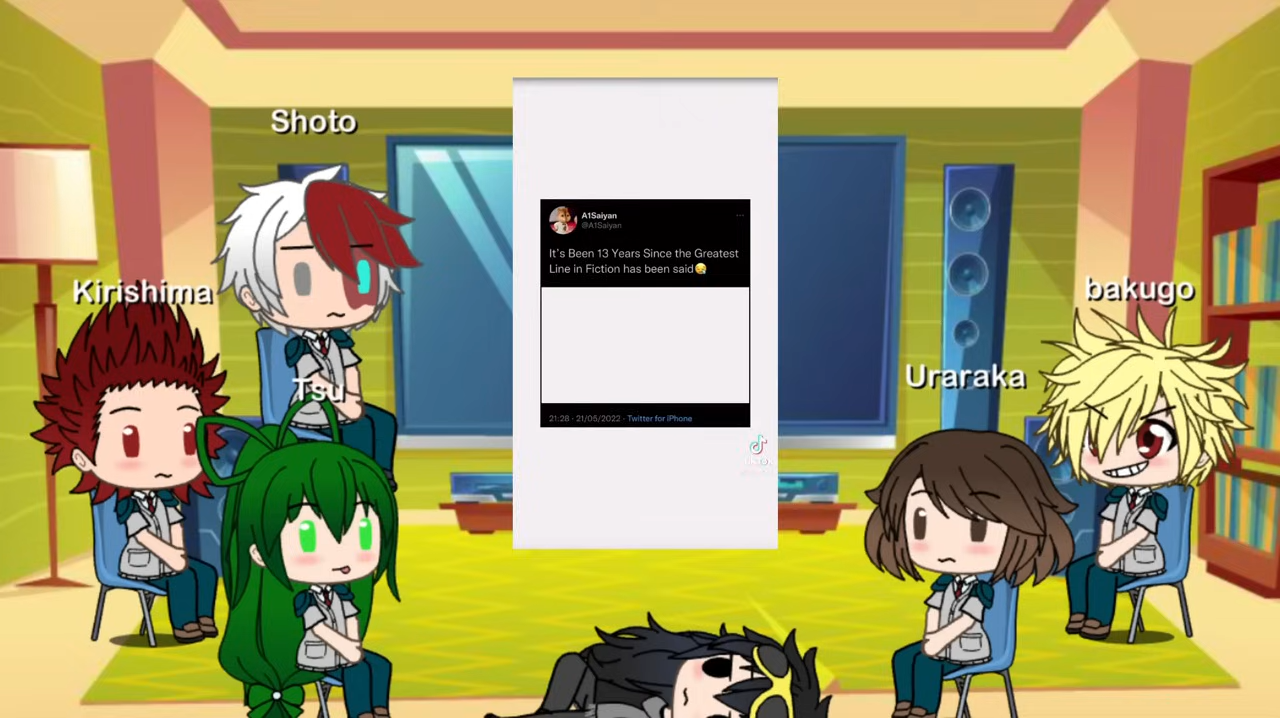 Shoto
Kirishima
Tsu
A1Saiyan
@A1Saiyan
It's Been 13 Years Since the Greatest
Line in Fiction has been said😪
21:28 · 21/05/2022 · Twitter for iPhone
TikTok
Uraraka
bakugo